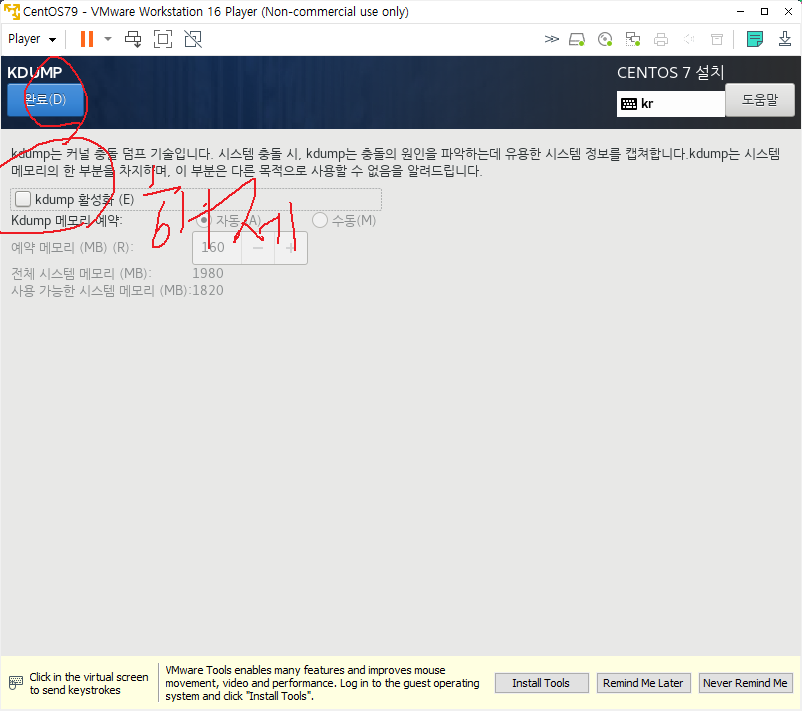 CentOS79 - VMware Workstation 16 Player (Non-commercial use only)
Player
KDUMP
CENTOS 7 설치
완료(D)
kr
도움말
kdump는 커널 충돌 덤프 기술입니다. 시스템 충돌 시, kdump는 충돌의 원인을 파악하는데 유용한 시스템 정보를 캡쳐합니다.kdump는 시스템
메모리의 한 부분을 차지하며, 이 부분은 다른 목적으로 사용할 수 없음을 알려드립니다.
kdump 활성화 (E)
해제
Kdump 메모리 예약:
자동(A)
수동(M)
예약 메모리 (MB) (R):
160
전체 시스템 메모리 (MB):
1980
사용 가능한 시스템 메모리 (MB):
1820
Click in the virtual screen
to send keystrokes
VMware Tools enables many features and improves mouse
movement, video and performance. Log in to the guest operating
system and click "Install Tools".
Install Tools
Remind Me Later
Never Remind Me